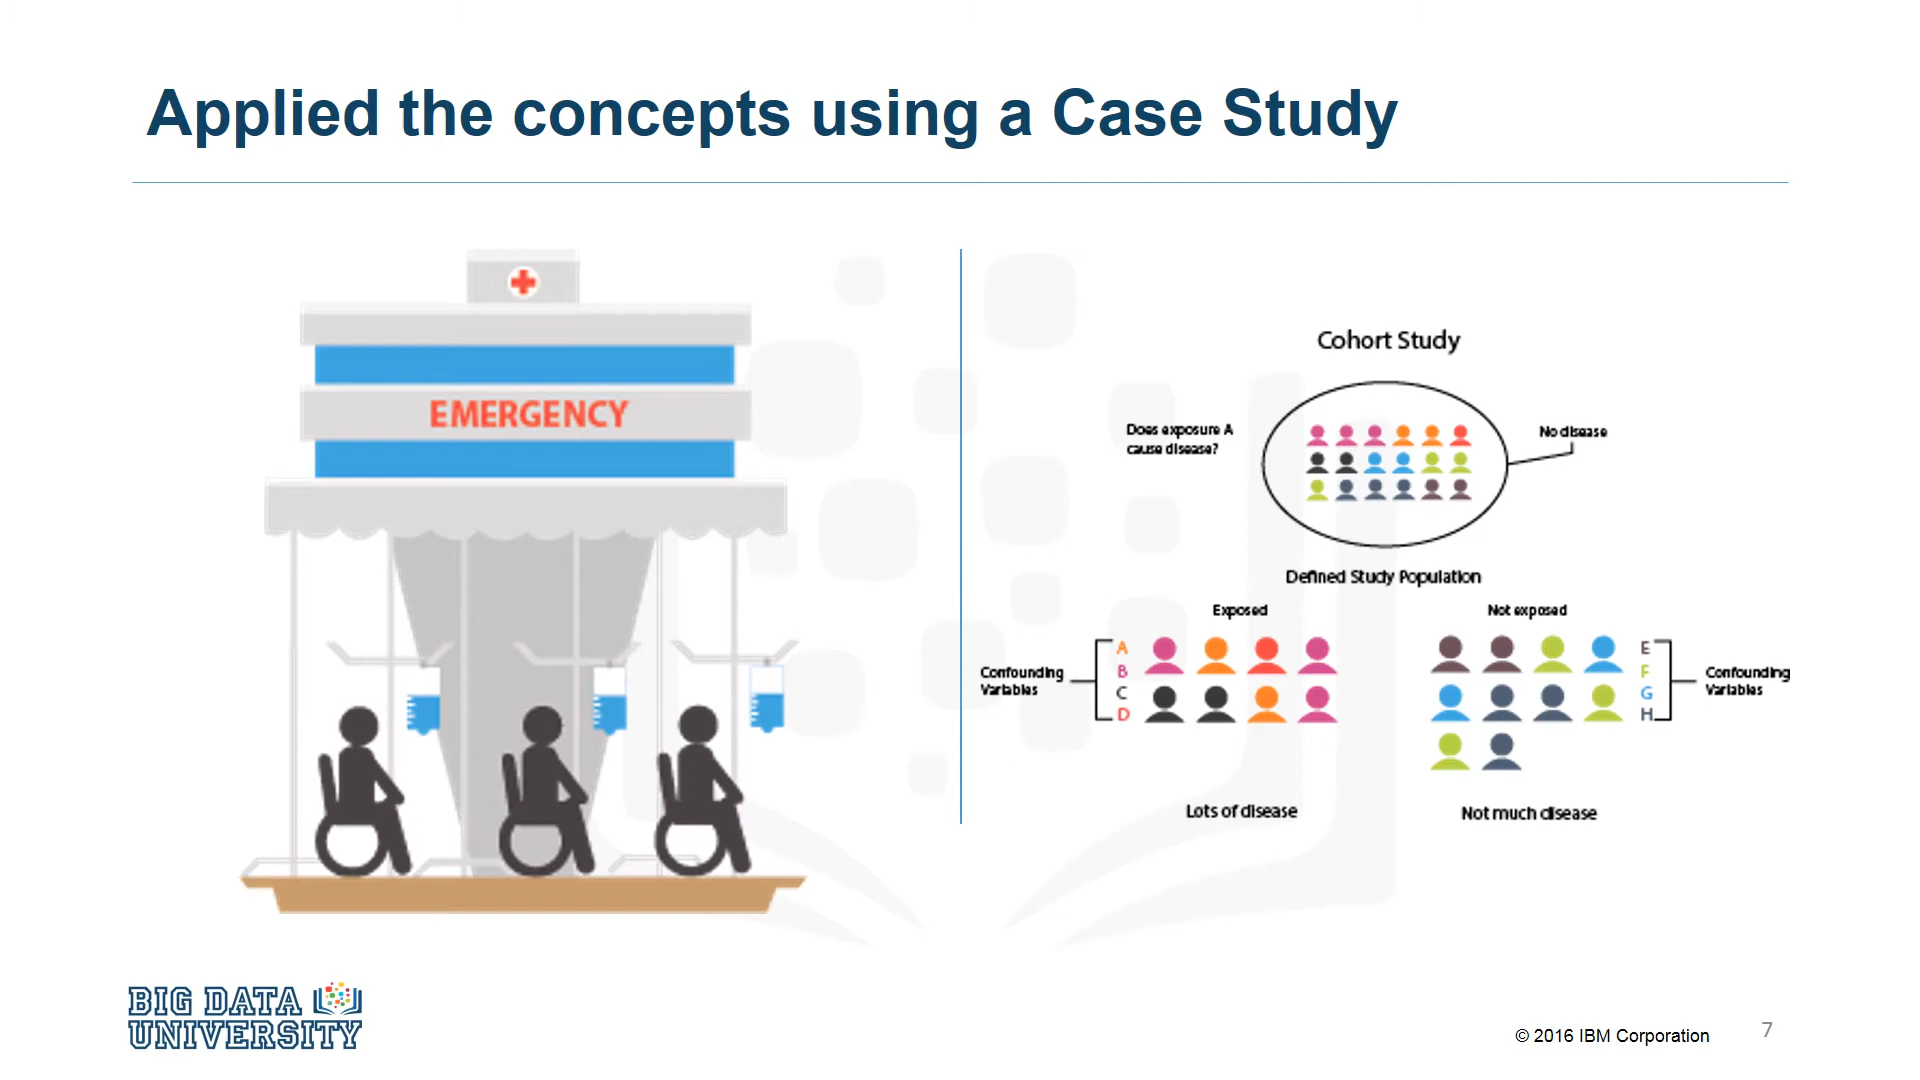 Applied the concepts using a Case Study
EMERGENCY
Cohort Study
Does exposure A
cause disease?
No disease
Defined Study Population
Exposed
Not exposed
Confounding
Variables
A
B
C
D
E
F
G
H
Confounding
Variables
Lots of disease
Not much disease
BIG DATA
UNIVERSITY
© 2016 IBM Corporation
7